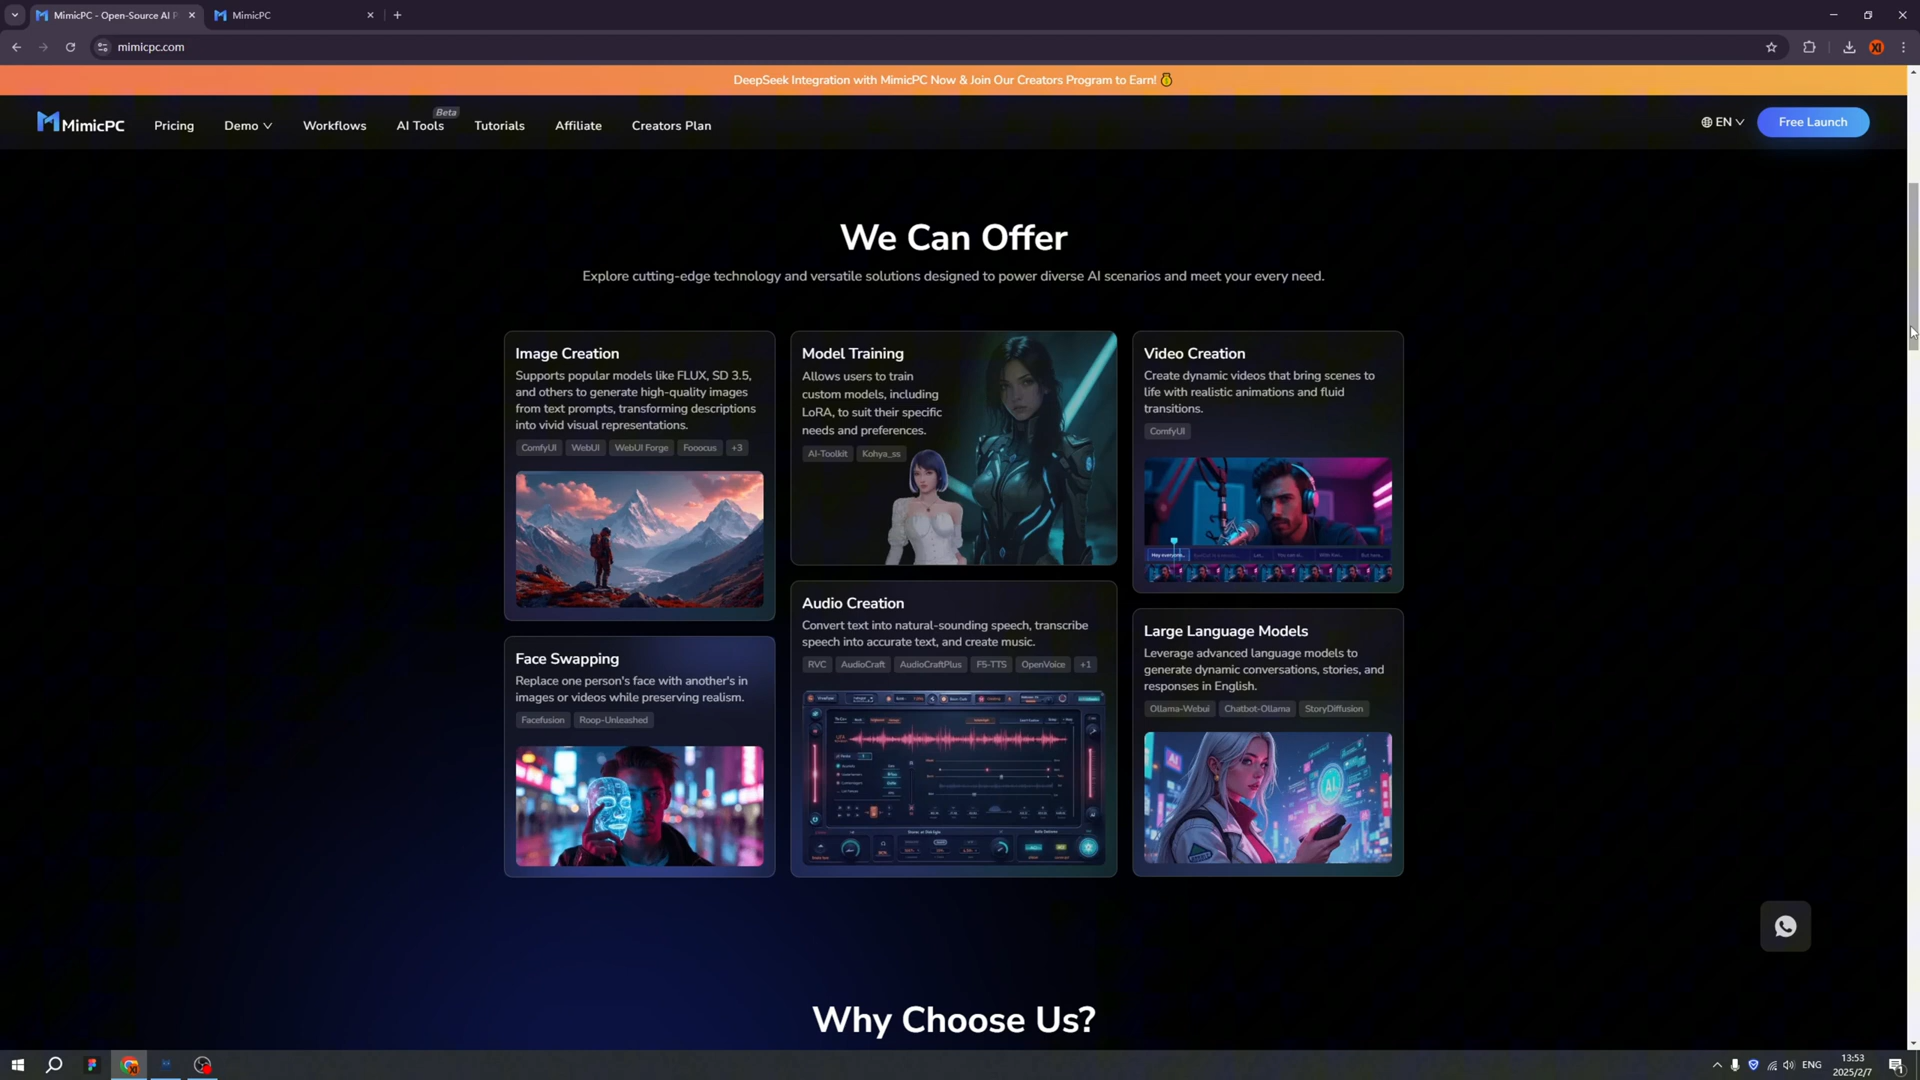 MimicPC - Open-Source AI P
MimicPC
mimicpc.com
DeepSeek Integration with MimicPC Now & Join Our Creators Program to Earn! 💰
MimicPC
Pricing
Demo
Workflows
AI Tools
Beta
Tutorials
Affiliate
Creators Plan
EN
Free Launch
We Can Offer
Explore cutting-edge technology and versatile solutions designed to power diverse AI scenarios and meet your every need.
Image Creation
Supports popular models like FLUX, SD 3.5,
and others to generate high-quality images
from text prompts, transforming descriptions
into vivid visual representations.
ComfyUI WebUI WebUI Forge Fooocus +3
Face Swapping
Replace one person's face with another's in
images or videos while preserving realism.
Facefusion Roop-Unleashed
Model Training
Allows users to train
custom models, including
LoRA, to suit their specific
needs and preferences.
AI-Toolkit Kohya_ss
Audio Creation
Convert text into natural-sounding speech, transcribe
speech into accurate text, and create music.
RVC AudioCraft AudioCraftPlus F5-TTS OpenVoice +1
Video Creation
Create dynamic videos that bring scenes to
life with realistic animations and fluid
transitions.
ComfyUI
Hey everyone,
Large Language Models
Leverage advanced language models to
generate dynamic conversations, stories, and
responses in English.
Ollama-Webui Chatbot-Ollama StoryDiffusion
AI
Why Choose Us?
ENG
13:53
2025/2/7